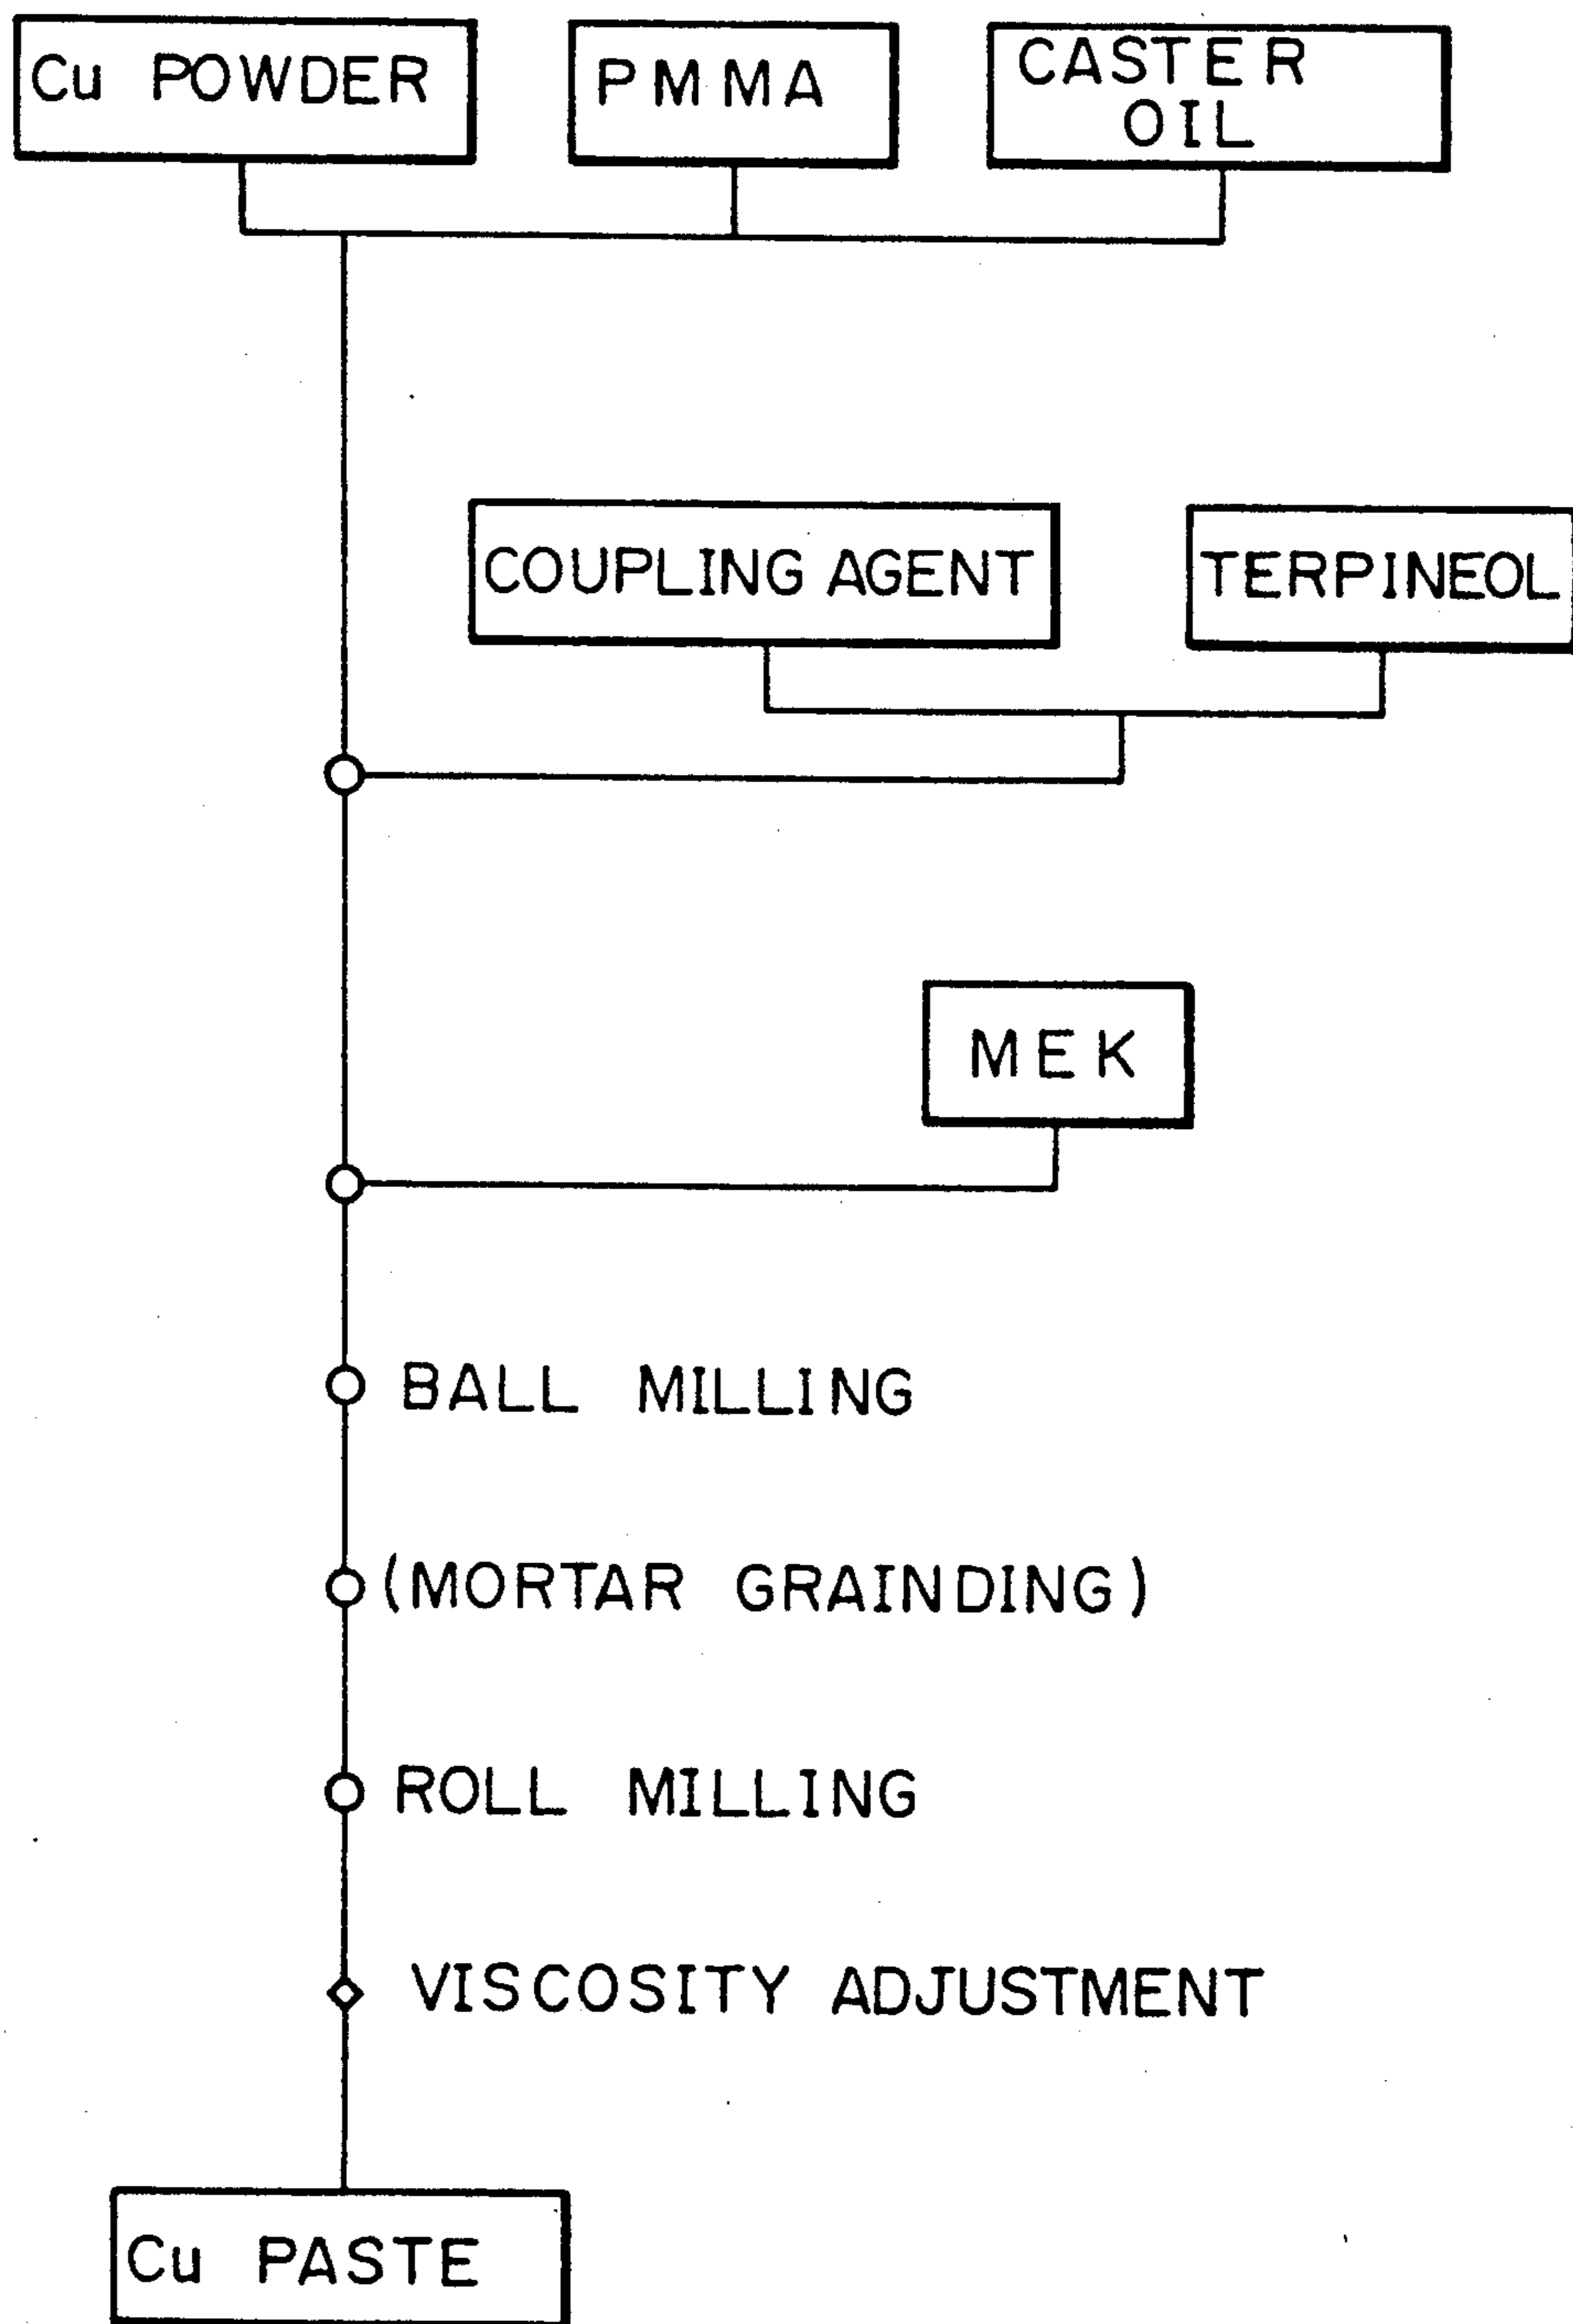 Cu POWDER
PMMA
CASTER
OIL
COUPLING AGENT
TERPINEOL
MEK
BALL MILLING
(MORTAR GRAINDING)
ROLL MILLING
VISCOSITY ADJUSTMENT
Cu PASTE